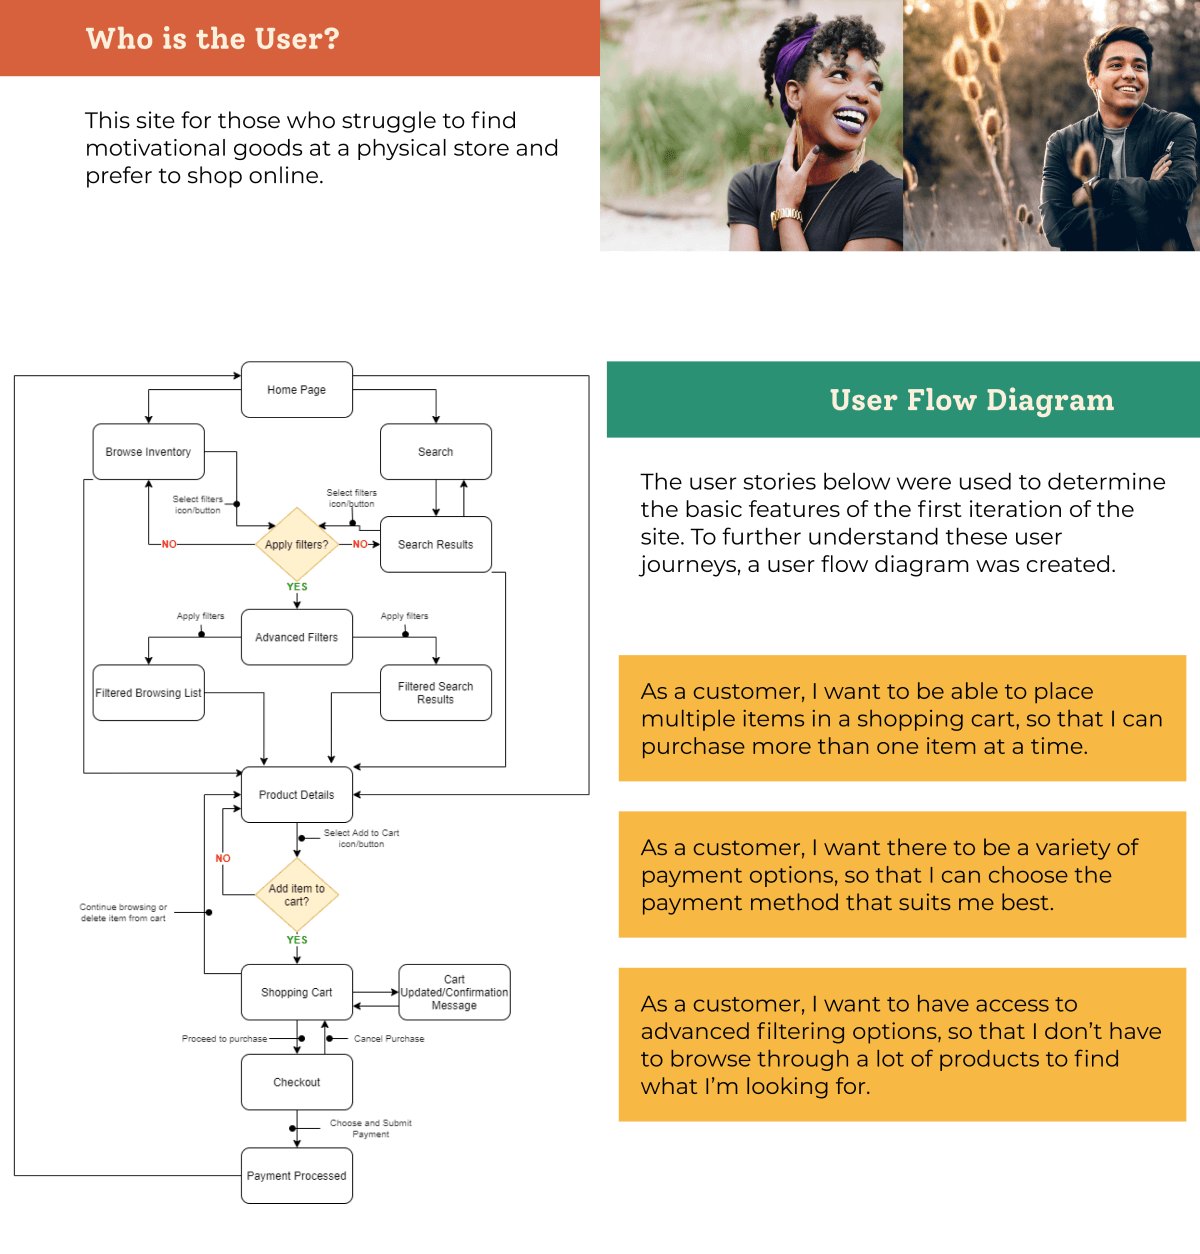 Who is the User?
This site for those who struggle to find
motivational goods at a physical store and
prefer to shop online.
Home Page
Browse Inventory
Search
Select filters
icon/button
Select filters
icon/button
Apply filters?
NO
NO
Search Results
YES
Apply filters
Apply filters
Advanced Filters
Filtered Browsing List
Filtered Search
Results
Product Details
Select Add to Cart
icon/button
NO
Add item to
cart?
Continue browsing or
delete item from cart
YES
Shopping Cart
Cart
Updated/Confirmation
Message
Proceed to purchase
Cancel Purchase
Checkout
Choose and Submit
Payment
Payment Processed
User Flow Diagram
The user stories below were used to determine
the basic features of the first iteration of the
site. To further understand these user
journeys, a user flow diagram was created.
As a customer, I want to be able to place
multiple items in a shopping cart, so that I can
purchase more than one item at a time.
As a customer, I want there to be a variety of
payment options, so that I can choose the
payment method that suits me best.
As a customer, I want to have access to
advanced filtering options, so that I don’t have
to browse through a lot of products to find
what I’m looking for.